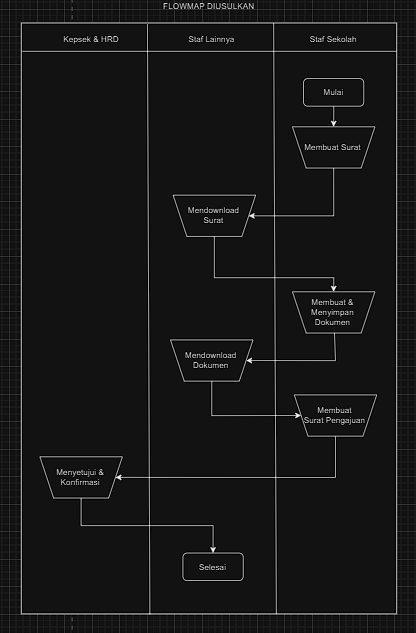 FLOWMAP DIUSULKAN
Kepsek & HRD
Staf Lainnya
Staf Sekolah
Mulai
Membuat Surat
Mendownload
Surat
Membuat &
Menyimpan
Dokumen
Mendownload
Dokumen
Membuat
Surat Pengajuan
Menyetujui &
Konfirmasi
Selesai